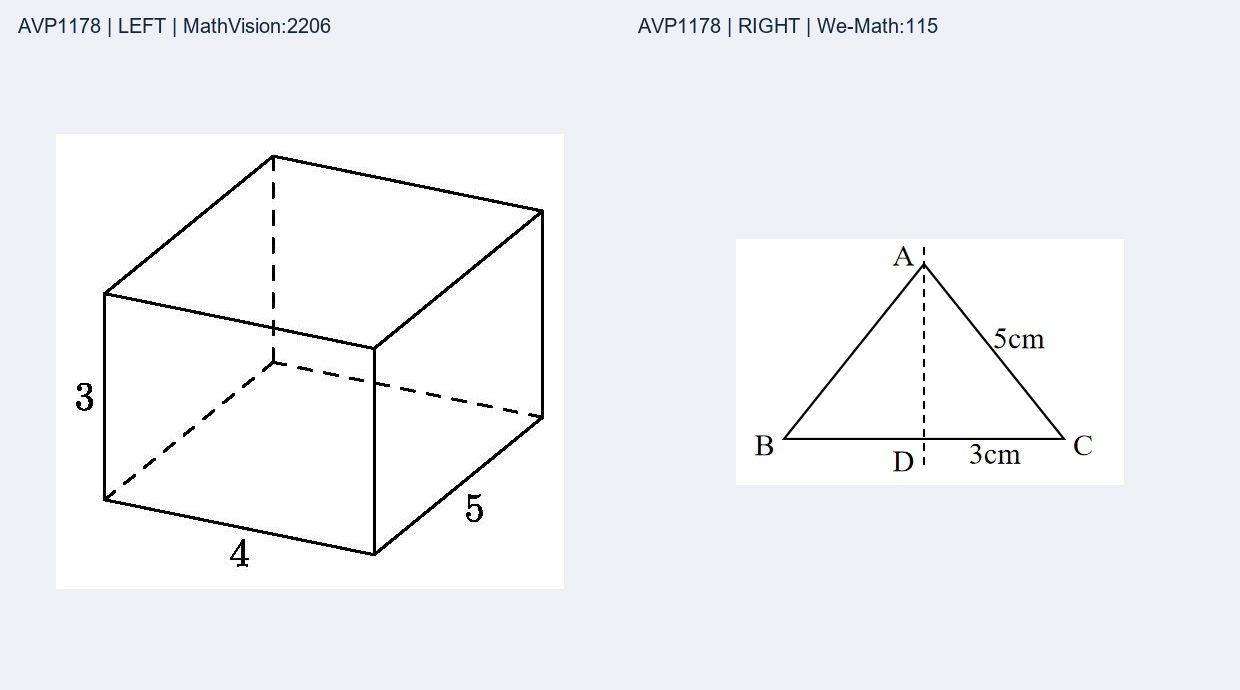 AVP1178 | LEFT | MathVision:2206
3
4
5
AVP1178 | RIGHT | We-Math:115
A
5cm
B
D
3cm
C